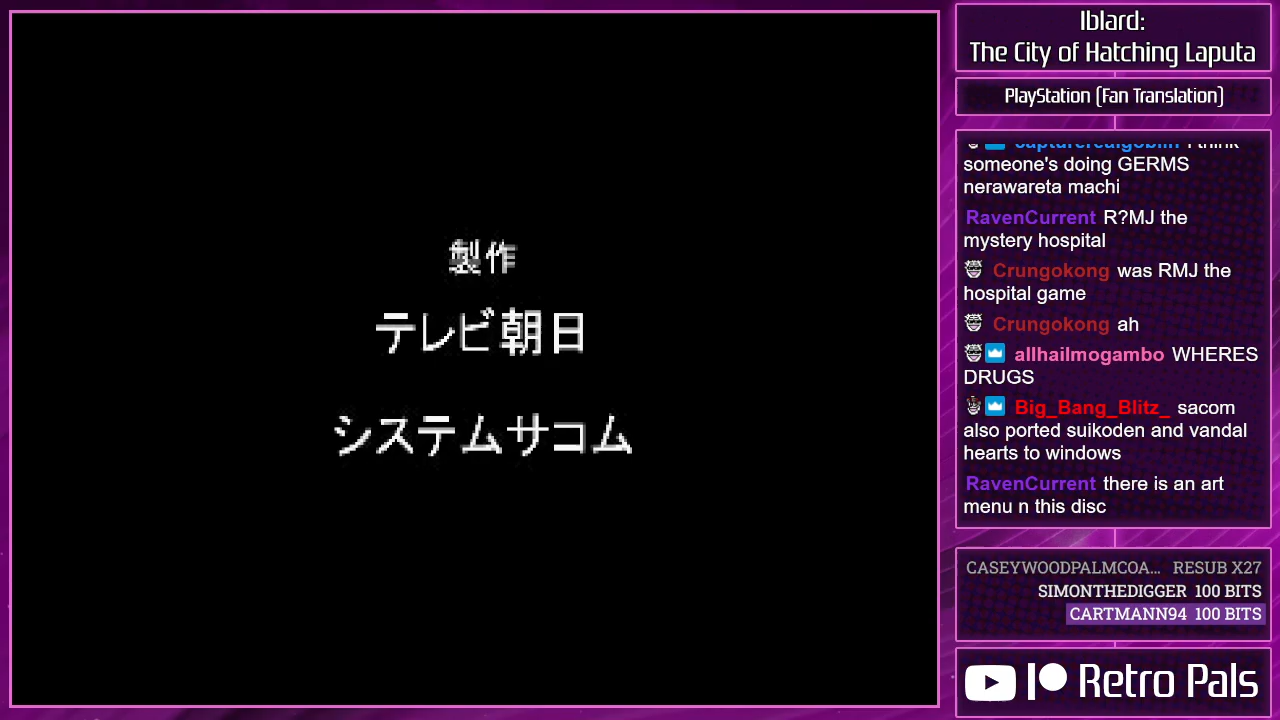 製作
テレビ朝日
システムサコム
Iblard:
The City of Hatching Laputa
PlayStation (Fan Translation)
capturerealgoblin I think
someone's doing GERMS
nerawareta machi
RavenCurrent R?MJ the
mystery hospital
Crungokong was RMJ the
hospital game
Crungokong ah
allhailmogambo WHERES
DRUGS
Big_Bang_Blitz_ sacom
also ported suikoden and vandal
hearts to windows
RavenCurrent there is an art
menu n this disc
CASEYWOODPALMCOA... RESUB X27
SIMONTHEDIGGER 100 BITS
CARTMANN94 100 BITS
Retro Pals